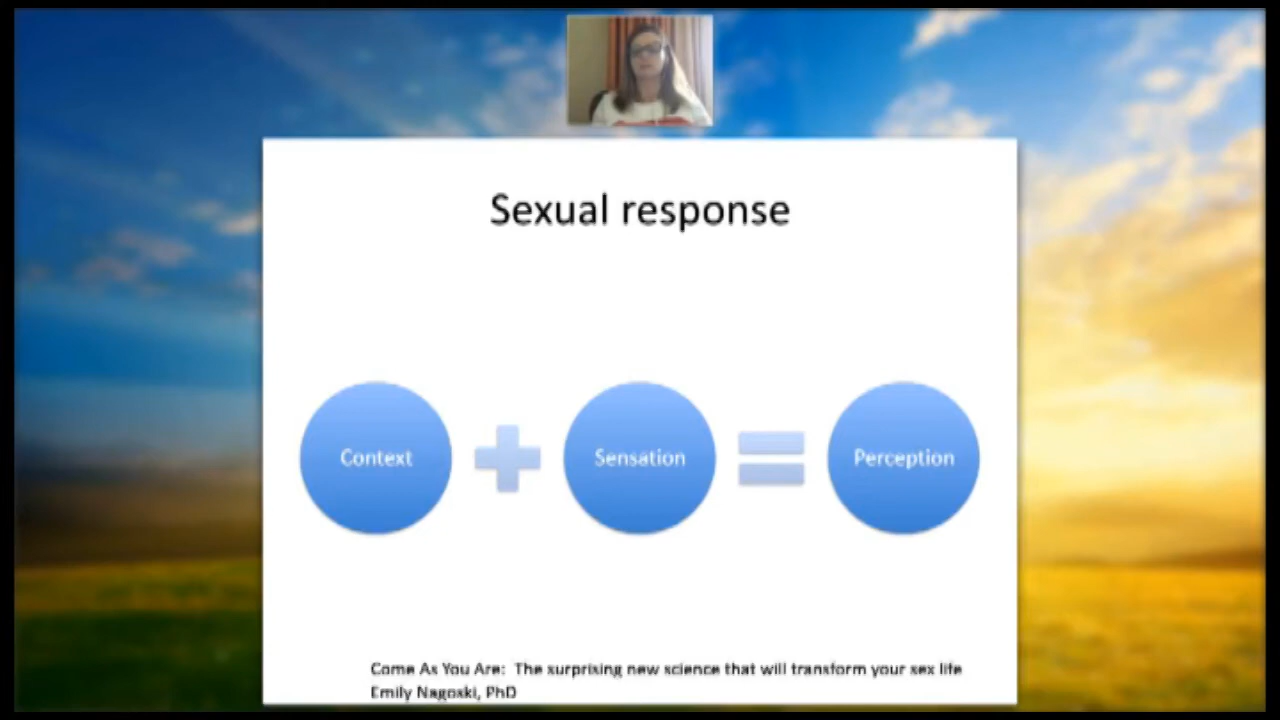 Sexual response
Context
Sensation
Perception
Come As You Are: The surprising new science that will transform your sex life
Emily Nagoski, PhD